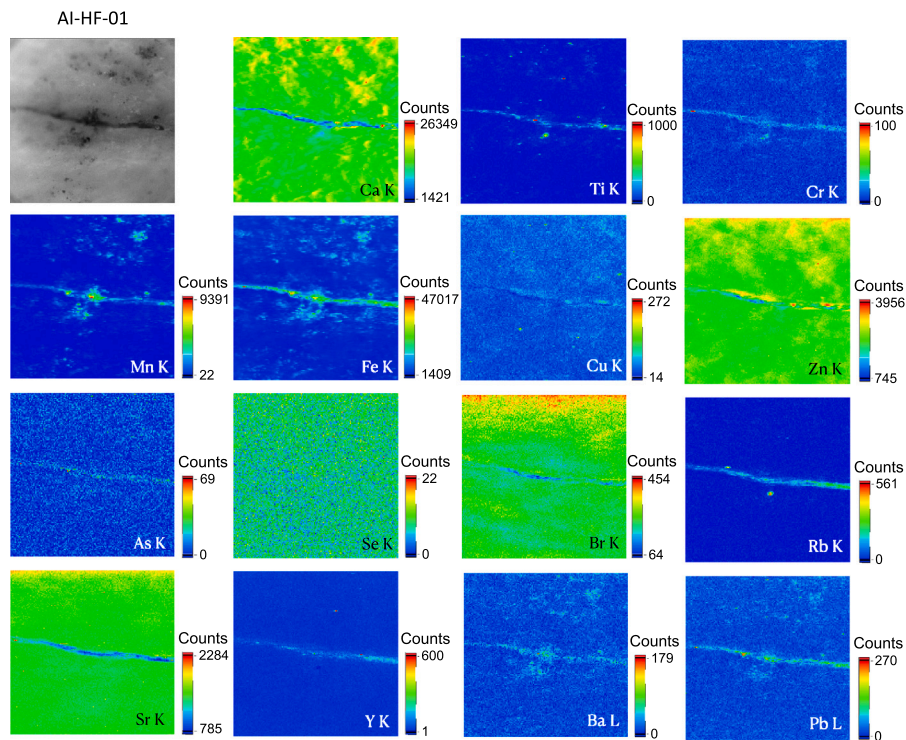 AI-HF-01
Counts
26349
1421
Ca K
Counts
1000
0
Ti K
Counts
100
0
Cr K
Counts
9391
22
Mn K
Counts
47017
1409
Fe K
Counts
272
14
Cu K
Counts
3956
745
Zn K
Counts
69
0
As K
Counts
22
0
Se K
Counts
454
64
Br K
Counts
561
0
Rb K
Counts
2284
785
Sr K
Counts
600
1
Y K
Counts
179
0
Ba L
Counts
270
0
Pb L